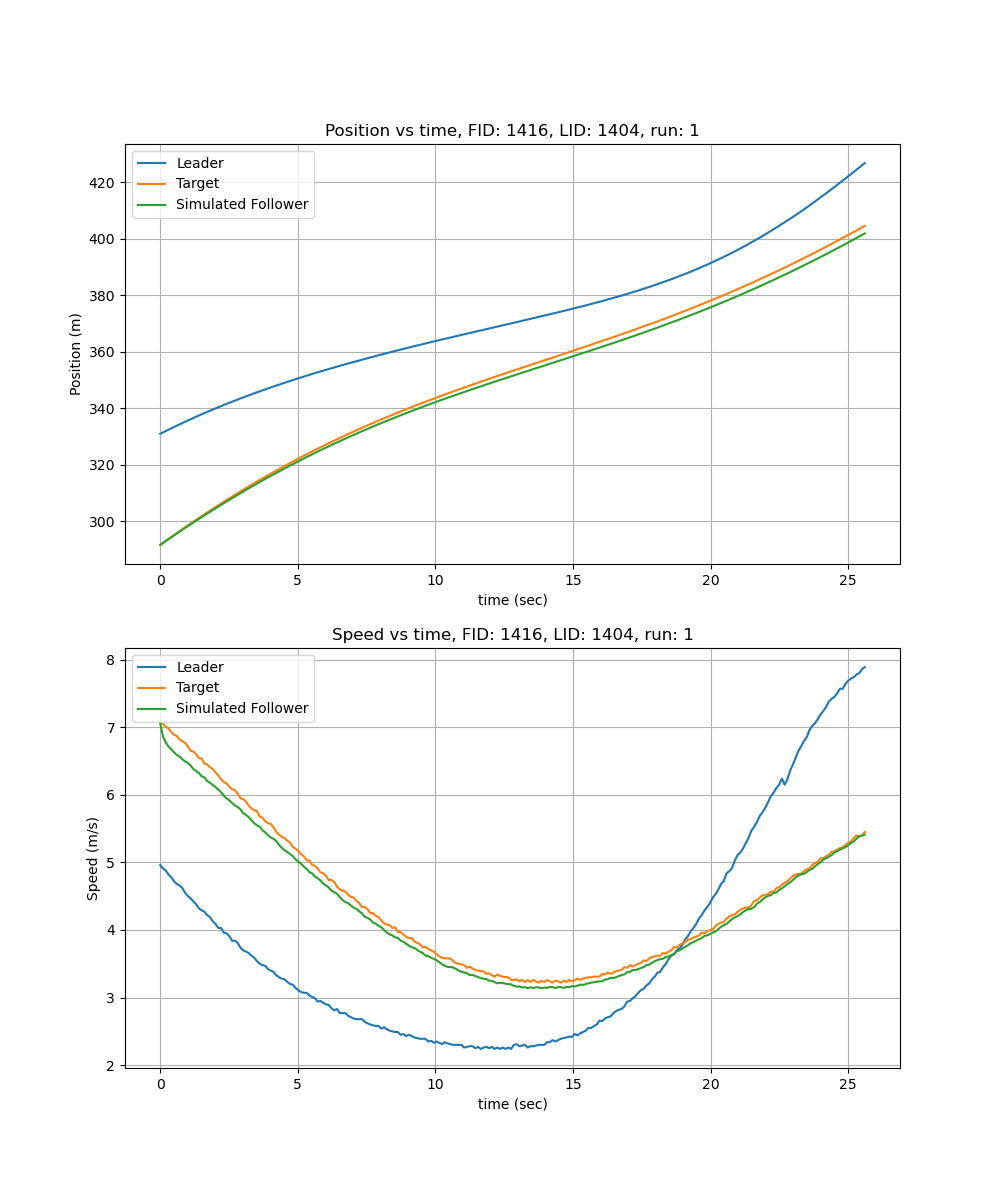 Position vs time, FID: 1416, LID: 1404, run: 1
Leader
Target
Simulated Follower
420
400
380
360
340
320
300
Position (m)
0 5 10 15 20 25
time (sec)
Speed vs time, FID: 1416, LID: 1404, run: 1
Leader
Target
Simulated Follower
8
7
6
5
4
3
2
Speed (m/s)
0 5 10 15 20 25
time (sec)